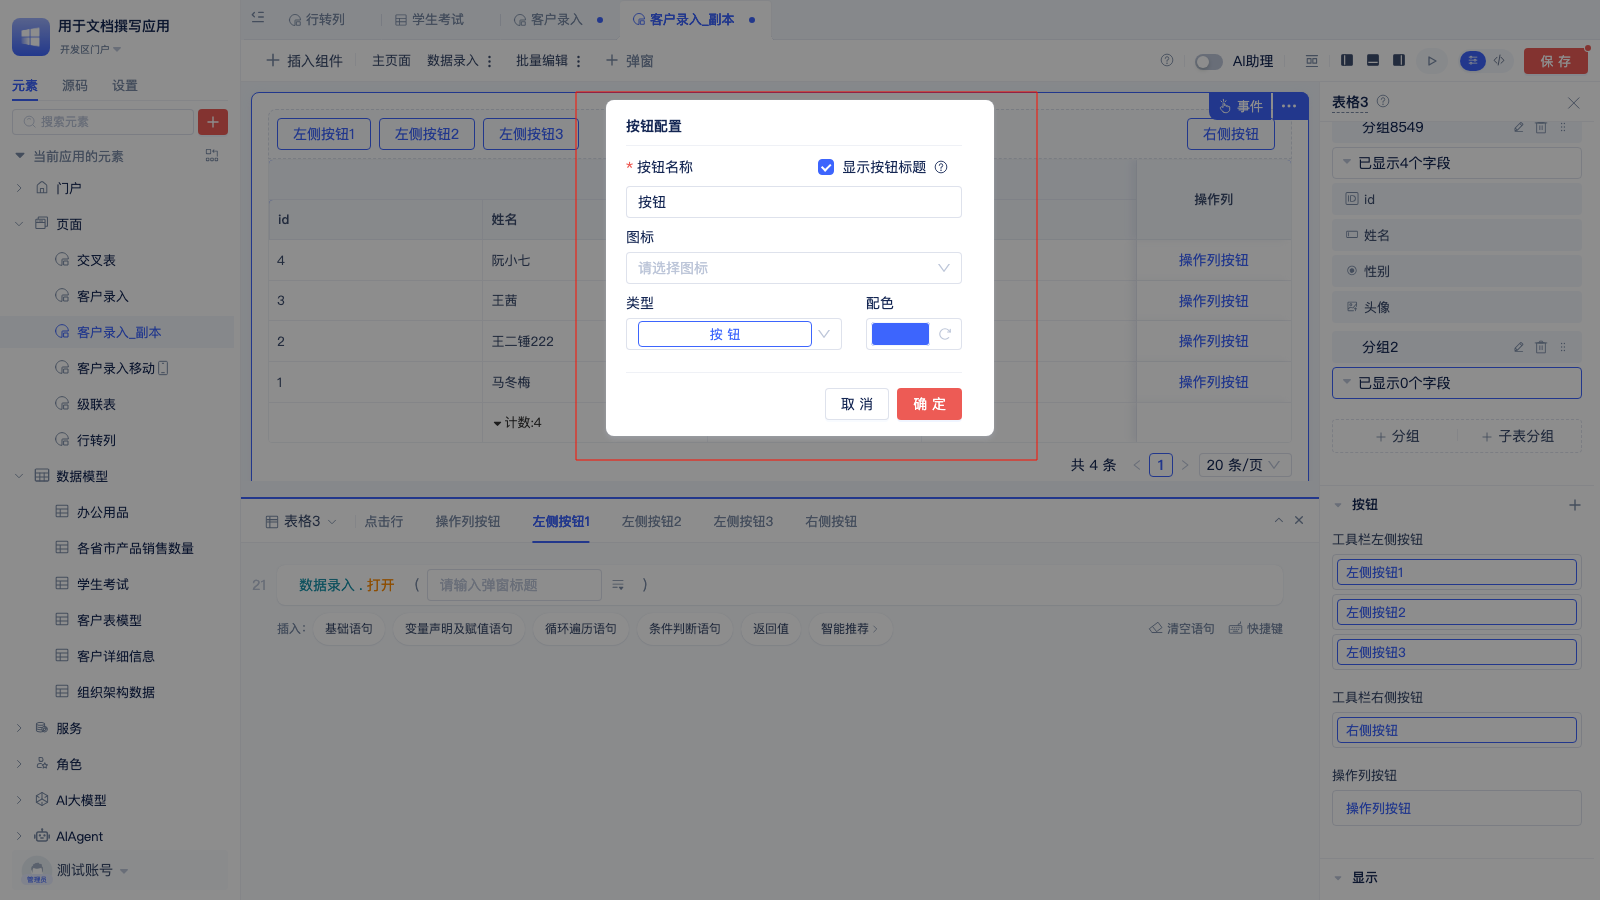 用于文档撰写应用
开发区门户
元素 源码 设置
搜索元素
当前应用的元素
门户
页面
交叉表
客户录入
客户录入_副本
客户录入移动
级联表
行转列
数据模型
办公用品
各省市产品销售数量
学生考试
客户表模型
客户详细信息
组织架构数据
服务
角色
AI大模型
AIAgent
管理员 测试账号
行转列 学生考试 客户录入 客户录入_副本
插入组件 主页面 数据录入 批量编辑 弹窗 AI助理 保 存
左侧按钮1 左侧按钮2 左侧按钮3 右侧按钮
事件
id 姓名 操作列
4 阮小七 操作列按钮
3 王茜 操作列按钮
2 王二锤222 操作列按钮
1 马冬梅 操作列按钮
计数:4
共 4 条 1 20 条/页
按钮配置
* 按钮名称 显示按钮标题
按钮
图标
请选择图标
类型 配色
按 钮
取 消 确 定
表格3 点击行 操作列按钮 左侧按钮1 左侧按钮2 左侧按钮3 右侧按钮
21 数据录入 . 打开 ( 请输入弹窗标题 )
插入: 基础语句 变量声明及赋值语句 循环遍历语句 条件判断语句 返回值 智能推荐 清空语句 快捷键
表格3
分组8549
已显示4个字段
id
姓名
性别
头像
分组2
已显示0个字段
分组 子表分组
按钮
工具栏左侧按钮
左侧按钮1
左侧按钮2
左侧按钮3
工具栏右侧按钮
右侧按钮
操作列按钮
操作列按钮
显示